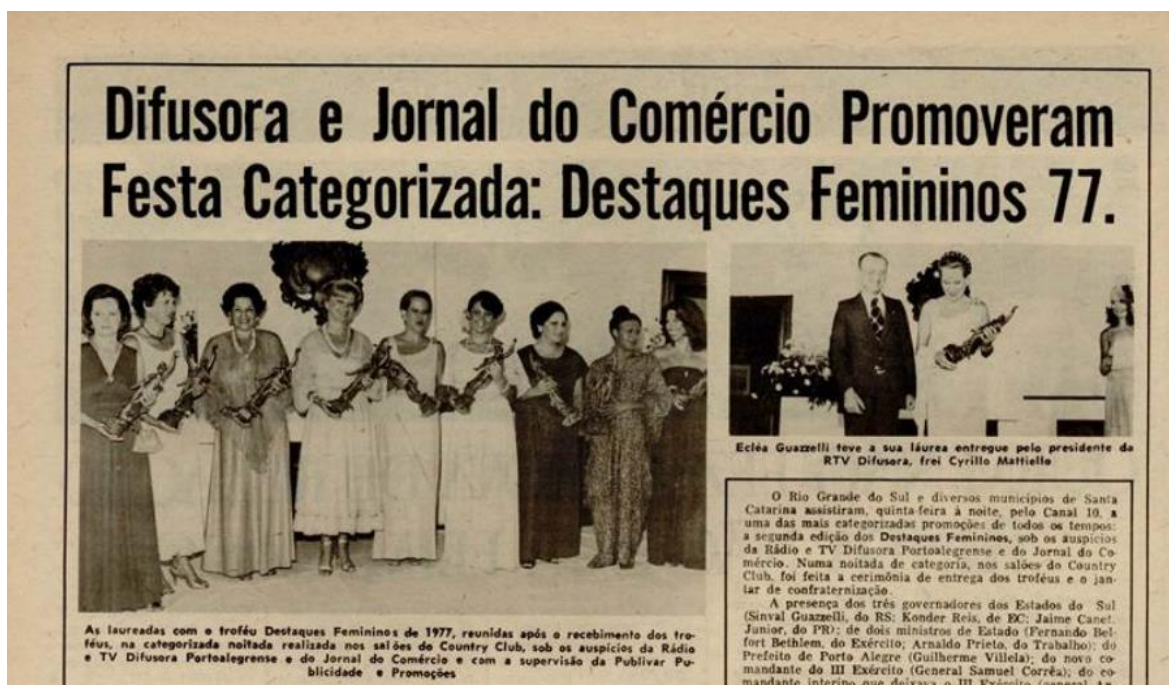 Difusora e Jornal do Comércio Promoveram
Festa Categorizada: Destaques Femininos 77.
As laureadas com o troféu Destaques Femininos de 1977, reunidas após o recebimento dos tro-
féus, na categorizada noitada realizada nos salões do Country Club, sob os auspícios da Rádio
e TV Difusora Portoalegrense e do Jornal do Comércio e com a supervisão da Publivar Pu-
blicidade e Promoções
Ecléa Guazzelli teve a sua láurea entregue pelo presidente da
RTV Difusora, frei Cyrillo Mattiello
O Rio Grande do Sul e diversos municípios de Santa
Catarina assistiram, quinta-feira à noite, pelo Canal 10, a
uma das mais categorizadas promoções de todos os tempos:
a segunda edição dos Destaques Femininos, sob os auspícios
da Rádio e TV Difusora Portoalegrense e do Jornal do Co-
mércio. Numa noitada de categoria, nos salões do Country
Club, foi feita a cerimônia de entrega dos troféus e o jan-
tar de confraternização.
A presença dos três governadores dos Estados do Sul
(Sinval Guazzelli, do RS; Konder Reis, de SC; Jaime Canet
Junior, do PR); de dois ministros de Estado (Fernando Bel-
fort Bethlem, do Exército; Arnaldo Prieto, do Trabalho); do
Prefeito de Porto Alegre (Guilherme Villela); do novo co-
mandante do III Exército (General Samuel Corrêa); do co-
mandante interino que deixava o III Exército (general An-